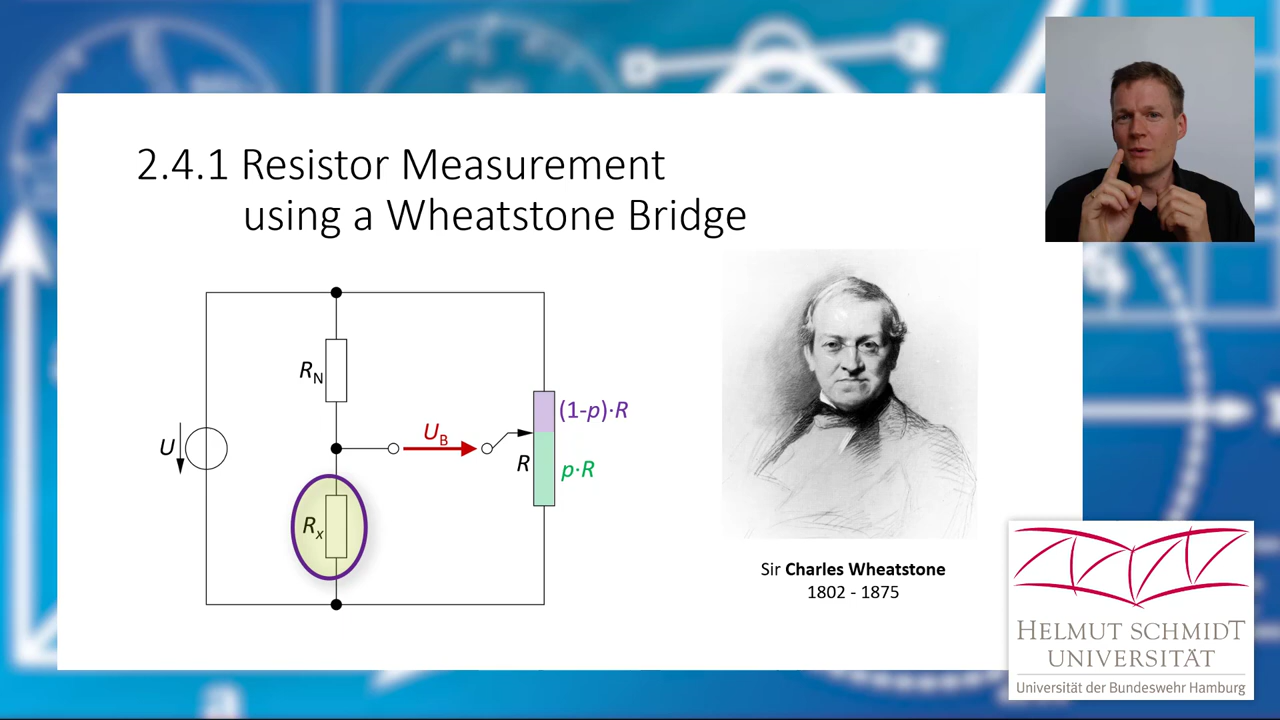 2.4.1 Resistor Measurement
using a Wheatstone Bridge
R_N
(1-p)·R
U
U_B
R
p·R
R_x
Sir Charles Wheatstone
1802 - 1875
HELMUT SCHMIDT
UNIVERSITÄT
Universität der Bundeswehr Hamburg